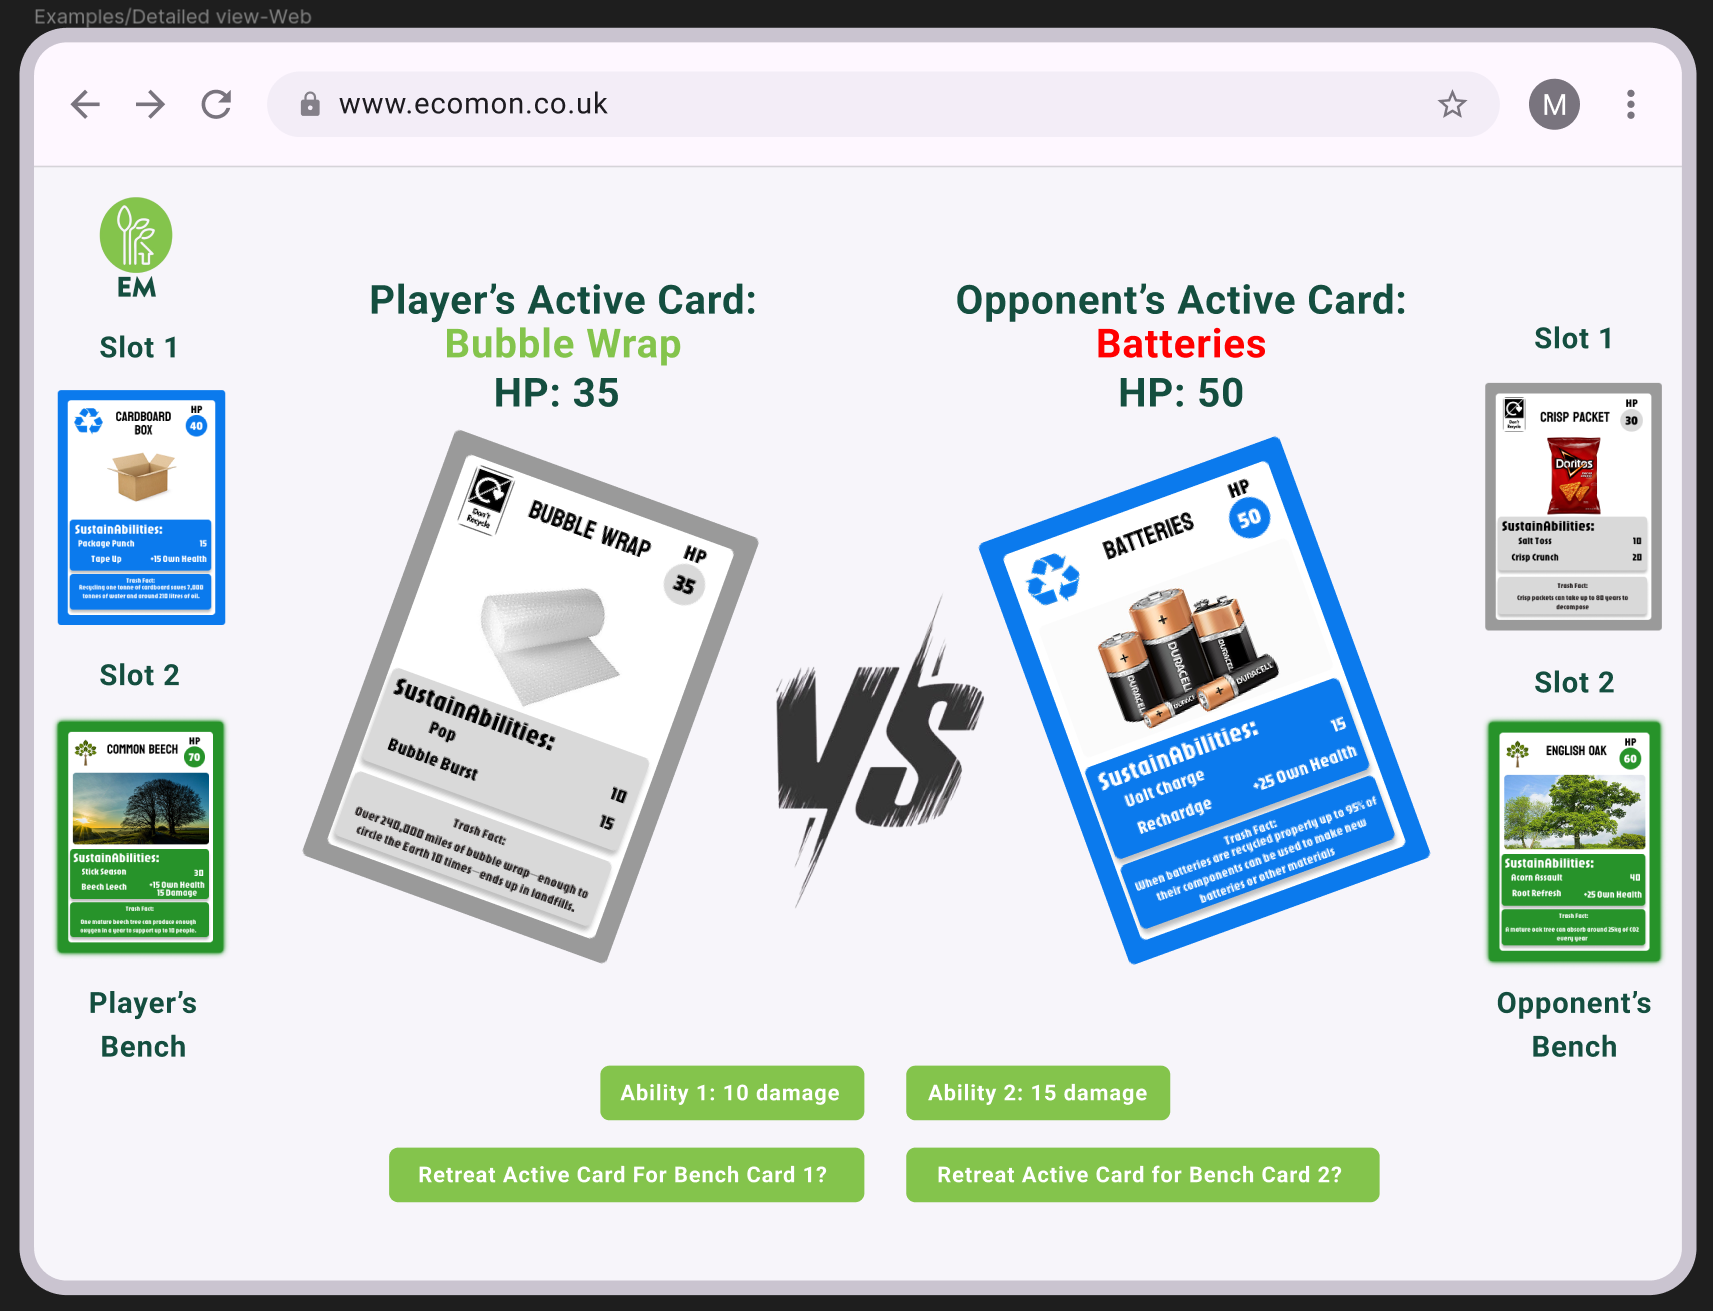 Examples/Detailed view-Web
www.ecomon.co.uk
M
EM
Slot 1
CARDBOARD
BOX
HP
40
SustainAbilities:
Package Punch 15
Tape Up +15 Own Health
Trash Fact:
Recycling one tonne of cardboard saves 7,000
tonnes of water and around 210 litres of oil.
Slot 2
COMMON BEECH
HP
70
SustainAbilities:
Stick Season 30
Beech Leech +15 Own Health
15 Damage
Trash Fact:
One mature beech tree can produce enough
oxygen in a year to support up to 10 people.
Player’s
Bench
Player’s Active Card:
Bubble Wrap
HP: 35
Don't
Recycle
BUBBLE WRAP
HP
35
SustainAbilities:
Pop 10
Bubble Burst 15
Trash Fact:
Over 240,000 miles of bubble wrap—enough to
circle the Earth 10 times—ends up in landfills.
VS
Opponent’s Active Card:
Batteries
HP: 50
BATTERIES
HP
50
DURACELL
DURACELL
DURACELL
DURACELL
SustainAbilities:
Volt Charge 15
Rechardge +25 Own Health
Trash Fact:
When batteries are recycled properly up to 95% of
their components can be used to make new
batteries or other materials
Slot 1
Don't
Recycle
CRISP PACKET
HP
30
Doritos
SustainAbilities:
Salt Toss 10
Crisp Crunch 20
Trash Fact:
Crisp packets can take up to 80 years to
decompose
Slot 2
ENGLISH OAK
HP
60
SustainAbilities:
Acorn Assault 40
Root Refresh +25 Own Health
Trash Fact:
A mature oak tree can absorb around 25kg of CO2
every year
Opponent’s
Bench
Ability 1: 10 damage
Ability 2: 15 damage
Retreat Active Card For Bench Card 1?
Retreat Active Card for Bench Card 2?